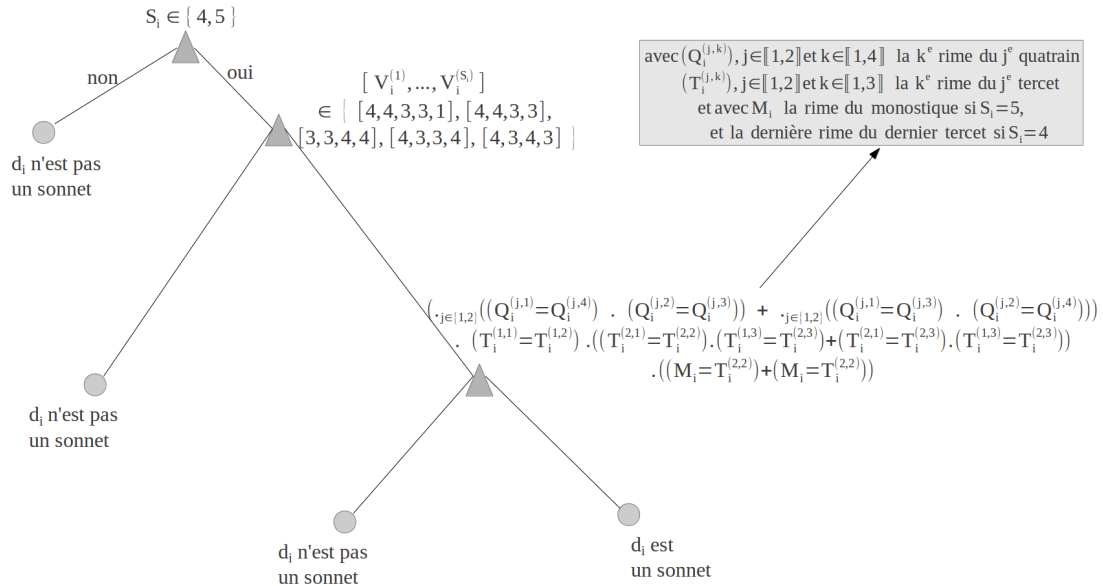 S_i ∈ { 4,5 }
non
oui
[ V_i^(1) ,..., V_i^(S_i) ]
∈ { [4,4,3,3,1], [4,4,3,3],
[3,3,4,4], [4,3,3,4], [4,3,4,3] }
d_i n'est pas
un sonnet
avec (Q_i^(j,k)), j∈⟦1,2⟧ et k∈⟦1,4⟧ la k^e rime du j^e quatrain
(T_i^(j,k)), j∈⟦1,2⟧ et k∈⟦1,3⟧ la k^e rime du j^e tercet
et avec M_i la rime du monostique si S_i=5,
et la dernière rime du dernier tercet si S_i=4
(._j∈{1,2}((Q_i^(j,1)=Q_i^(j,4)) . (Q_i^(j,2)=Q_i^(j,3))) + ._j∈{1,2}((Q_i^(j,1)=Q_i^(j,3)) . (Q_i^(j,2)=Q_i^(j,4))))
. (T_i^(1,1)=T_i^(1,2)) .((T_i^(2,1)=T_i^(2,2)).(T_i^(1,3)=T_i^(2,3))+(T_i^(2,1)=T_i^(2,3)).(T_i^(1,3)=T_i^(2,3)))
.((M_i=T_i^(2,2))+(M_i=T_i^(2,2)))
d_i n'est pas
un sonnet
d_i n'est pas
un sonnet
d_i est
un sonnet